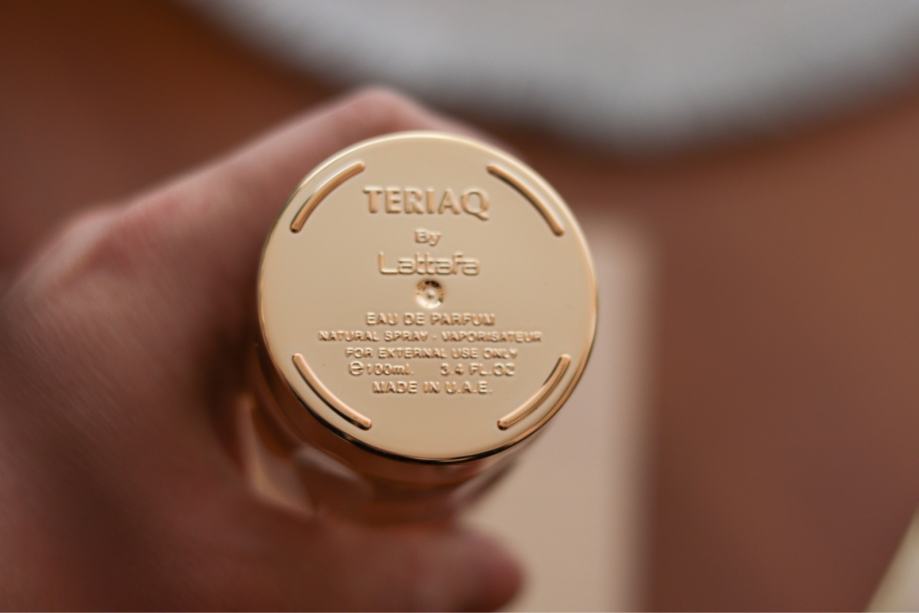 TERIAQ
By
Lattafa
EAU DE PARFUM
NATURAL SPRAY - VAPORISATEUR
FOR EXTERNAL USE ONLY
℮100ml. 3.4 FL.OZ
MADE IN U.A.E.